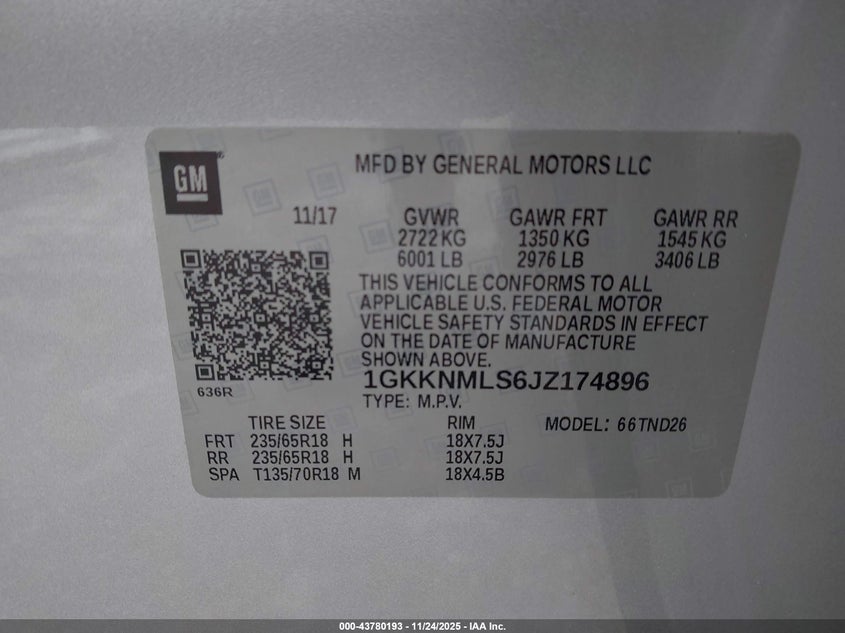 GM
MFD BY GENERAL MOTORS LLC
11/17 GVWR GAWR FRT GAWR RR
2722 KG 1350 KG 1545 KG
6001 LB 2976 LB 3406 LB
THIS VEHICLE CONFORMS TO ALL
APPLICABLE U.S. FEDERAL MOTOR
VEHICLE SAFETY STANDARDS IN EFFECT
ON THE DATE OF MANUFACTURE
SHOWN ABOVE.
636R
1GKKNMLS6JZ174896
TYPE: M.P.V.
TIRE SIZE RIM MODEL: 66TND26
FRT 235/65R18 H 18X7.5J
RR 235/65R18 H 18X7.5J
SPA T135/70R18 M 18X4.5B
000-43780193 - 11/24/2025 - IAA Inc.